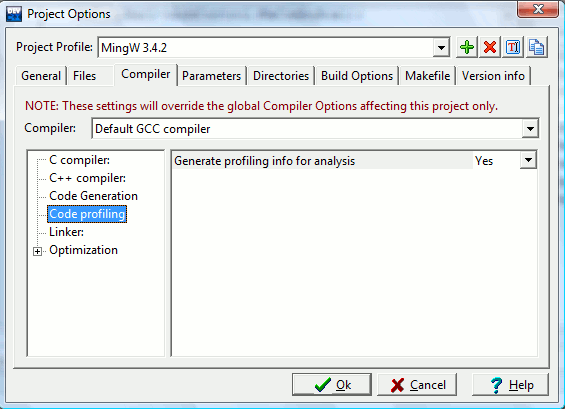 DEV
Project Options
Project Profile: MingW 3.4.2
General Files Compiler Parameters Directories Build Options Makefile Version info
NOTE: These settings will override the global Compiler Options affecting this project only.
Compiler: Default GCC compiler
C compiler:
C++ compiler:
Code Generation
Code profiling
Linker:
Optimization
Generate profiling info for analysis Yes
Ok Cancel Help